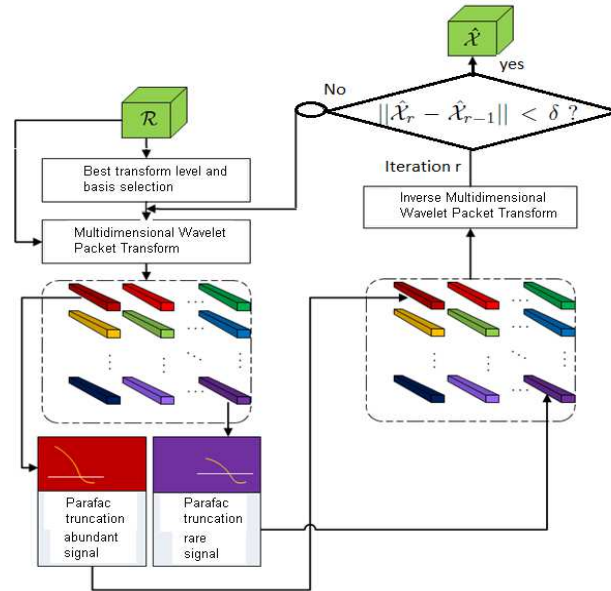 𝒳̂
yes
No
||𝒳̂ᵣ − 𝒳̂ᵣ₋₁|| < δ ?
ℛ
Iteration r
Best transform level and
basis selection
Inverse Multidimensional
Wavelet Packet Transform
Multidimensional Wavelet
Packet Transform
Parafac
truncation
abundant
signal
Parafac
truncation
rare
signal